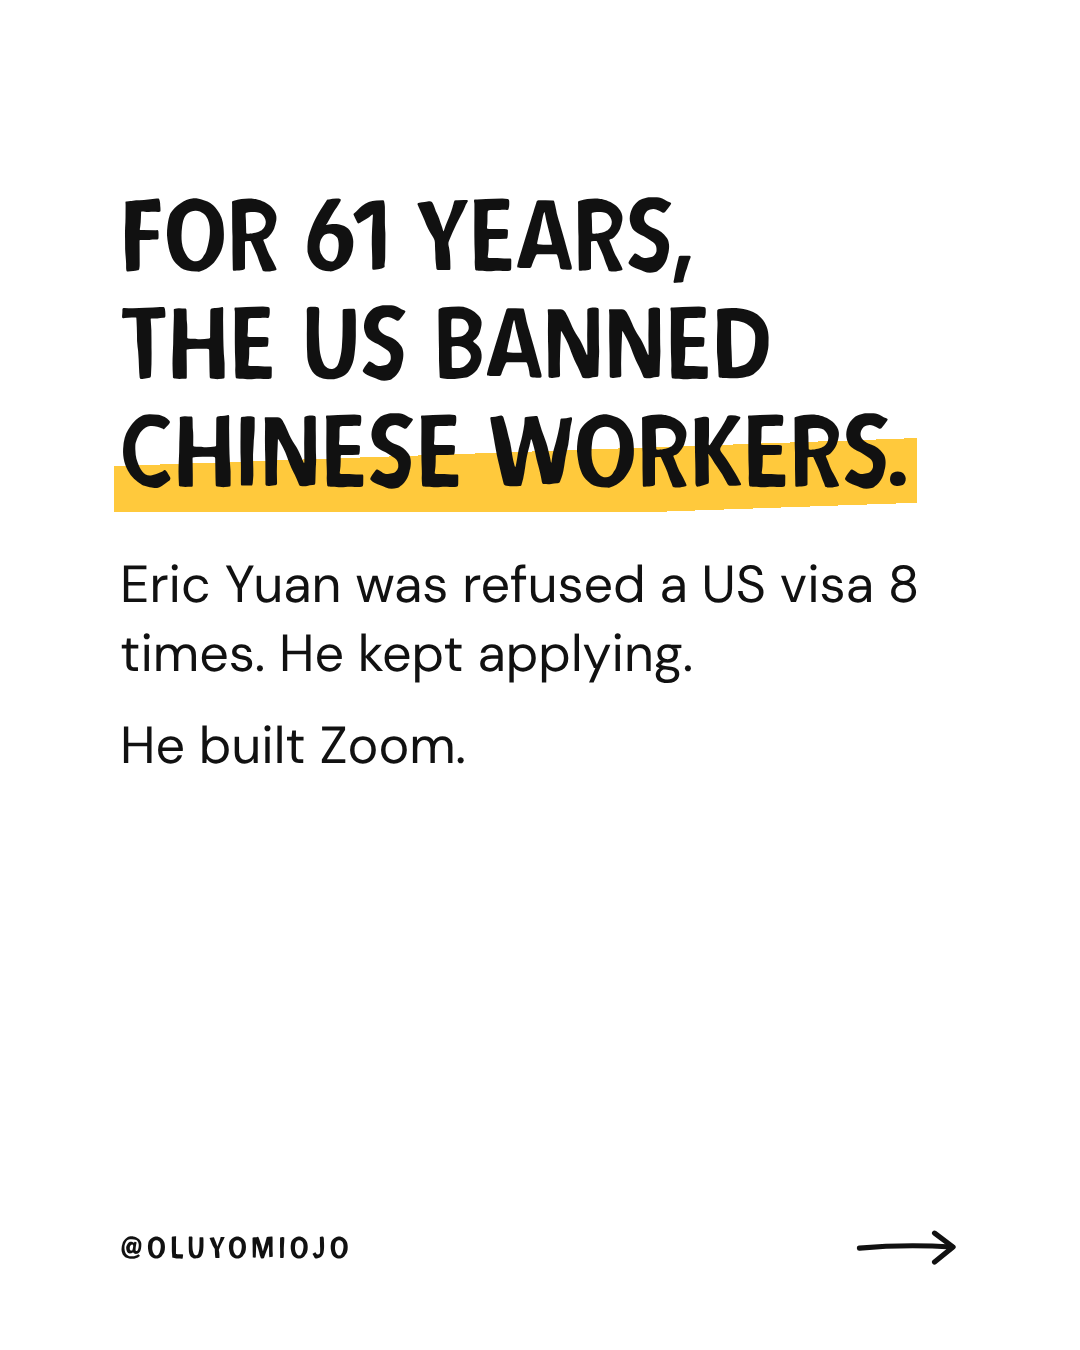 FOR 61 YEARS,
THE US BANNED
CHINESE WORKERS.
Eric Yuan was refused a US visa 8
times. He kept applying.
He built Zoom.
@OLUYOMIOJO